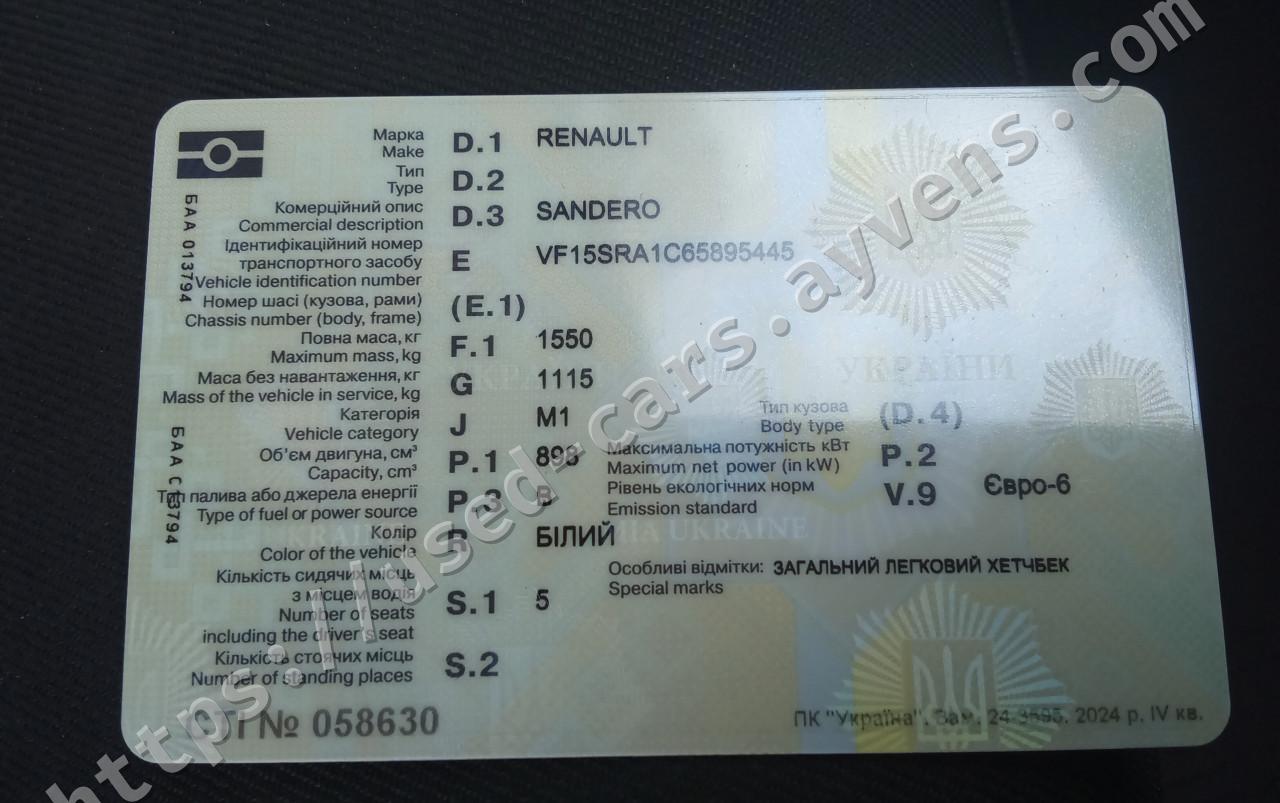 Марка
Make D.1 RENAULT
Тип
Type D.2
Комерційний опис
Commercial description D.3 SANDERO
Ідентифікаційний номер
транспортного засобу
Vehicle identification number E VF15SRA1C65895445
Номер шасі (кузова, рами)
Chassis number (body, frame) (E.1)
Повна маса, кг
Maximum mass, kg F.1 1550
Маса без навантаження, кг
Mass of the vehicle in service, kg G 1115
Категорія
Vehicle category J M1
Тип кузова
Body type (D.4)
Об'єм двигуна, см³
Capacity, cm³ P.1 898
Максимальна потужність кВт
Maximum net power (in kW) P.2
Тип палива або джерела енергії
Type of fuel or power source P.3 B
Рівень екологічних норм
Emission standard V.9 Євро-6
Колір
Color of the vehicle R БІЛИЙ
Особливі відмітки: ЗАГАЛЬНИЙ ЛЕГКОВИЙ ХЕТЧБЕК
Special marks
Кількість сидячих місць
з місцем водія
Number of seats
including the driver's seat S.1 5
Кількість стоячих місць
Number of standing places S.2
№ 058630
ПК "Україна". Зам. 24-3595. 2024 р. IV кв.
БАА 013794
БАА
УКРАЇНИ
UKRAINE
https://used-cars.ayvens.com